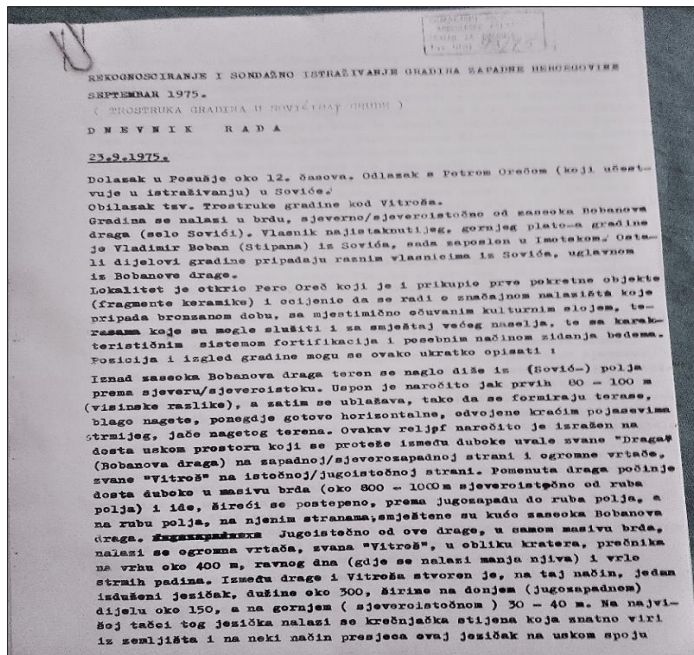 REKOGNOSCIRANJE I SONDAŽNO ISTRAŽIVANJE GRADINA ZAPADNE HERCEGOVINE
SEPTEMBAR 1975.
( TROSTRUKA GRADINA U
D N E V N I K R A D A
23.9.1975.
Dolazak u Posušje oko 12. časova. Odlazak s Petrom Orečom (koji učest-
vuje u istraživanju) u Soviće.
Obilazak tzv. Trostruke gradine kod Vitroša.
Gradina se nalazi u brdu, sjeverno/sjeveroistočno od zaseoka Bobanova
draga (selo Sovići). Vlasnik najistaknutijeg, gornjeg plato-a gradine
je Vladimir Boban (Stipana) iz Sovića, sada zaposlen u Imotskom. Osta-
li dijelovi gradine pripadaju raznim vlasnicima iz Sovića, uglavnom
iz Bobanove drage.
Lokalitet je otkrio Pero Oreč koji je i prikupio prve pokretne objekte
(fragmente keramike) i ocijenio da se radi o značajnom nalazištu koje
pripada bronzanom dobu, sa mjestimično očuvanim kulturnim slojem, te-
rasama koje su mogle služiti i za smještaj većeg naselja, te sa karak-
terističnim sistemom fortifikacija i posebnim načinom zidanja bedema.
Pozicija i izgled gradine mogu se ovako ukratko opisati :
Iznad zaseoka Bobanova draga teren se naglo diže iz (Sović-) polja
prema sjeveru/sjeveroistoku. Uspon je naročito jak prvih 80 - 100 m
(visinske razlike), a zatim se ublažava, tako da se formiraju terase,
blago nagete, ponegdje gotovo horizontalne, odvojene kraćim pojasevima
strmijeg, jače nagetog terena. Ovakav reljpf naročito je izražen na
dosta uskom prostoru koji se proteže između duboke uvale zvane "Draga"
(Bobanova draga) na zapadnoj/sjeverozapadnoj strani i ogromne vrtače,
zvane "Vitroš" na istočnoj/jugoistočnoj strani. Pomenuta draga počinje
dosta duboko u masivu brda (oko 800 - 1000m sjeveroistočno od ruba
polja) i ide, šireći se postepeno, prema jugozapadu do ruba polja, a
na rubu polja, na njenim stranama, smještene su kuće zaseoka Bobanova
draga. Jugoistočno od ove drage, u samom masivu brda,
nalazi se ogromna vrtača, zvana "Vitroš", u obliku kratera, prečnika
na vrhu oko 400 m, ravnog dna (gdje se nalazi manja njiva) i vrlo
strmih padina. Između drage i Vitroša stvoren je, na taj način, jedan
izduženi jezičak, dužine oko 300, širine na donjem (jugozapadnom)
dijelu oko 150, a na gornjem ( sjeveroistočnom ) 30 - 40 m. Na najvi-
šoj tački tog jezička nalazi se krečnjačka stijena koja znatno viri
iz zemljišta i na neki način presjeca ovaj jezičak na uskom spoju